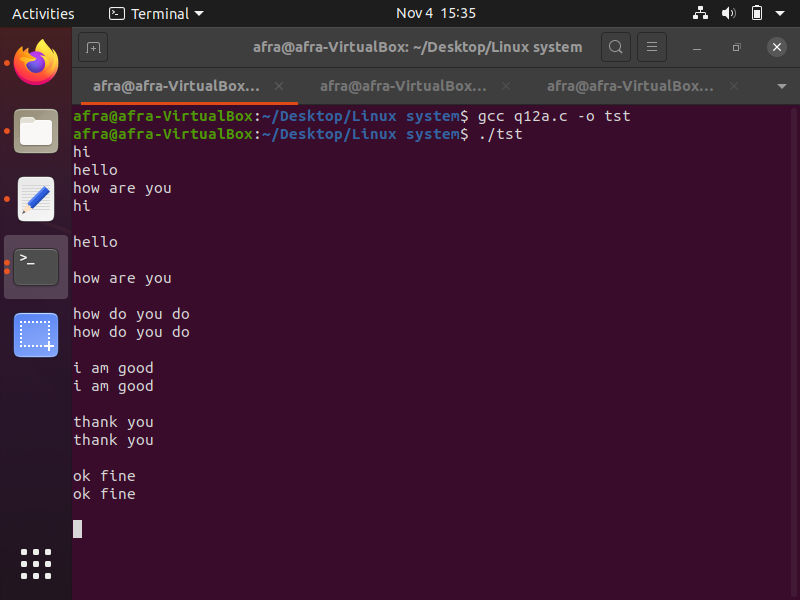 Activities Terminal Nov 4 15:35
afra@afra-VirtualBox: ~/Desktop/Linux system
afra@afra-VirtualBox... afra@afra-VirtualBox... afra@afra-VirtualBox...
afra@afra-VirtualBox:~/Desktop/Linux system$ gcc q12a.c -o tst
afra@afra-VirtualBox:~/Desktop/Linux system$ ./tst
hi
hello
how are you
hi
hello
how are you
how do you do
how do you do
i am good
i am good
thank you
thank you
ok fine
ok fine